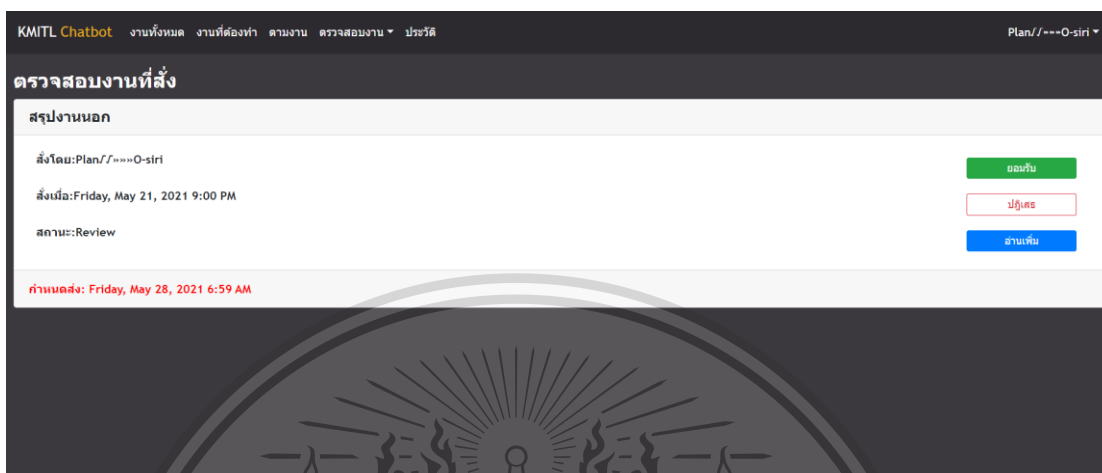 KMITL Chatbot งานทั้งหมด งานที่ต้องทำ ตามงาน ตรวจสอบงาน ประวัติ Plan//===O-siri
ตรวจสอบงานที่สั่ง
สรุปงานนอก
สั่งโดย:Plan//»»»O-siri
ยอมรับ
สั่งเมื่อ:Friday, May 21, 2021 9:00 PM
ปฏิเสธ
สถานะ:Review
อ่านเพิ่ม
กำหนดส่ง: Friday, May 28, 2021 6:59 AM